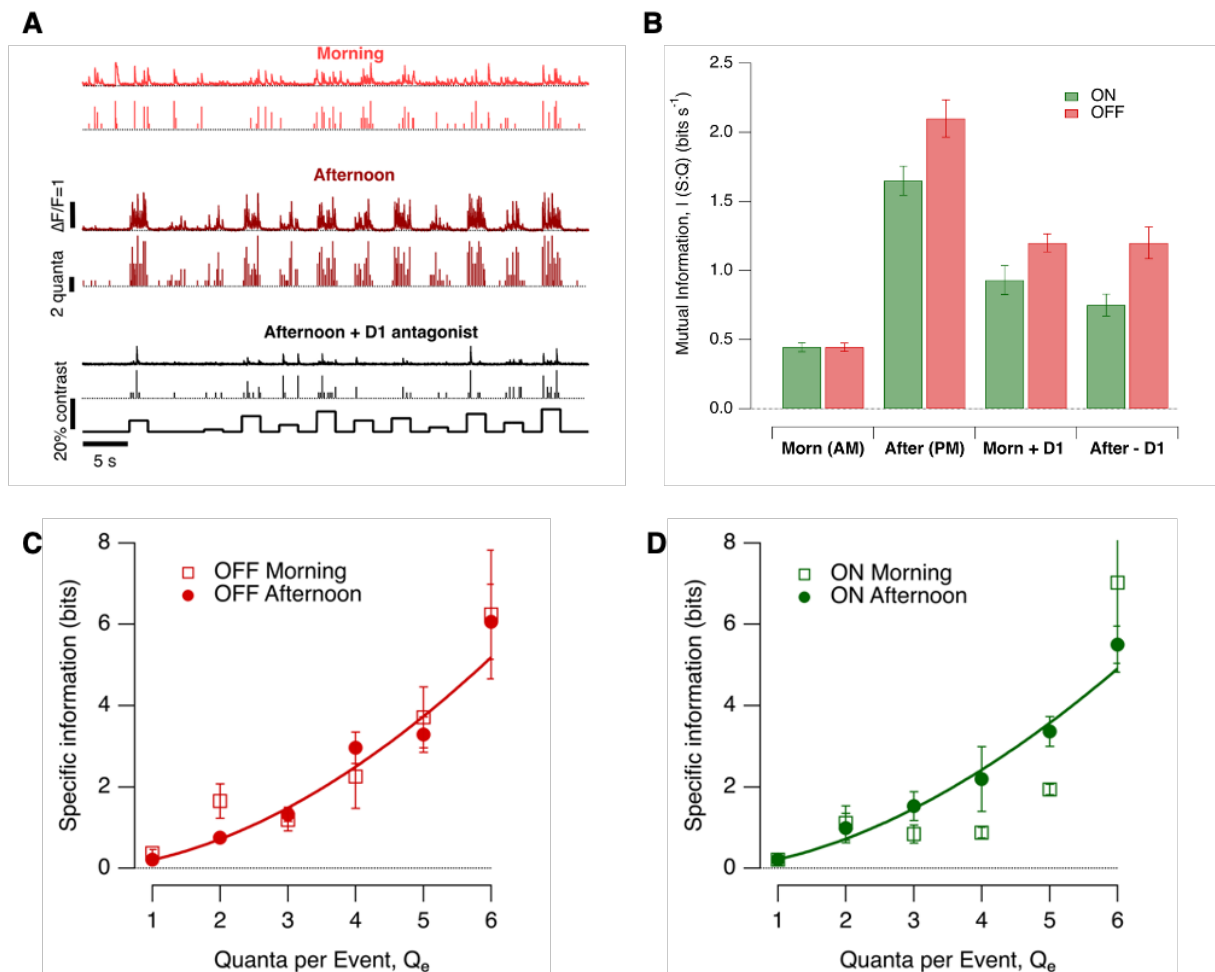 A
Morning
Afternoon
ΔF/F=1
2 quanta
Afternoon + D1 antagonist
20% contrast
5 s
B
2.5
2.0
1.5
1.0
0.5
0.0
Mutual Information, I (S:Q) (bits s⁻¹)
ON
OFF
Morn (AM) After (PM) Morn + D1 After - D1
C
8
6
4
2
0
Specific information (bits)
OFF Morning
OFF Afternoon
1 2 3 4 5 6
Quanta per Event, Qₑ
D
8
6
4
2
0
Specific information (bits)
ON Morning
ON Afternoon
1 2 3 4 5 6
Quanta per Event, Qₑ